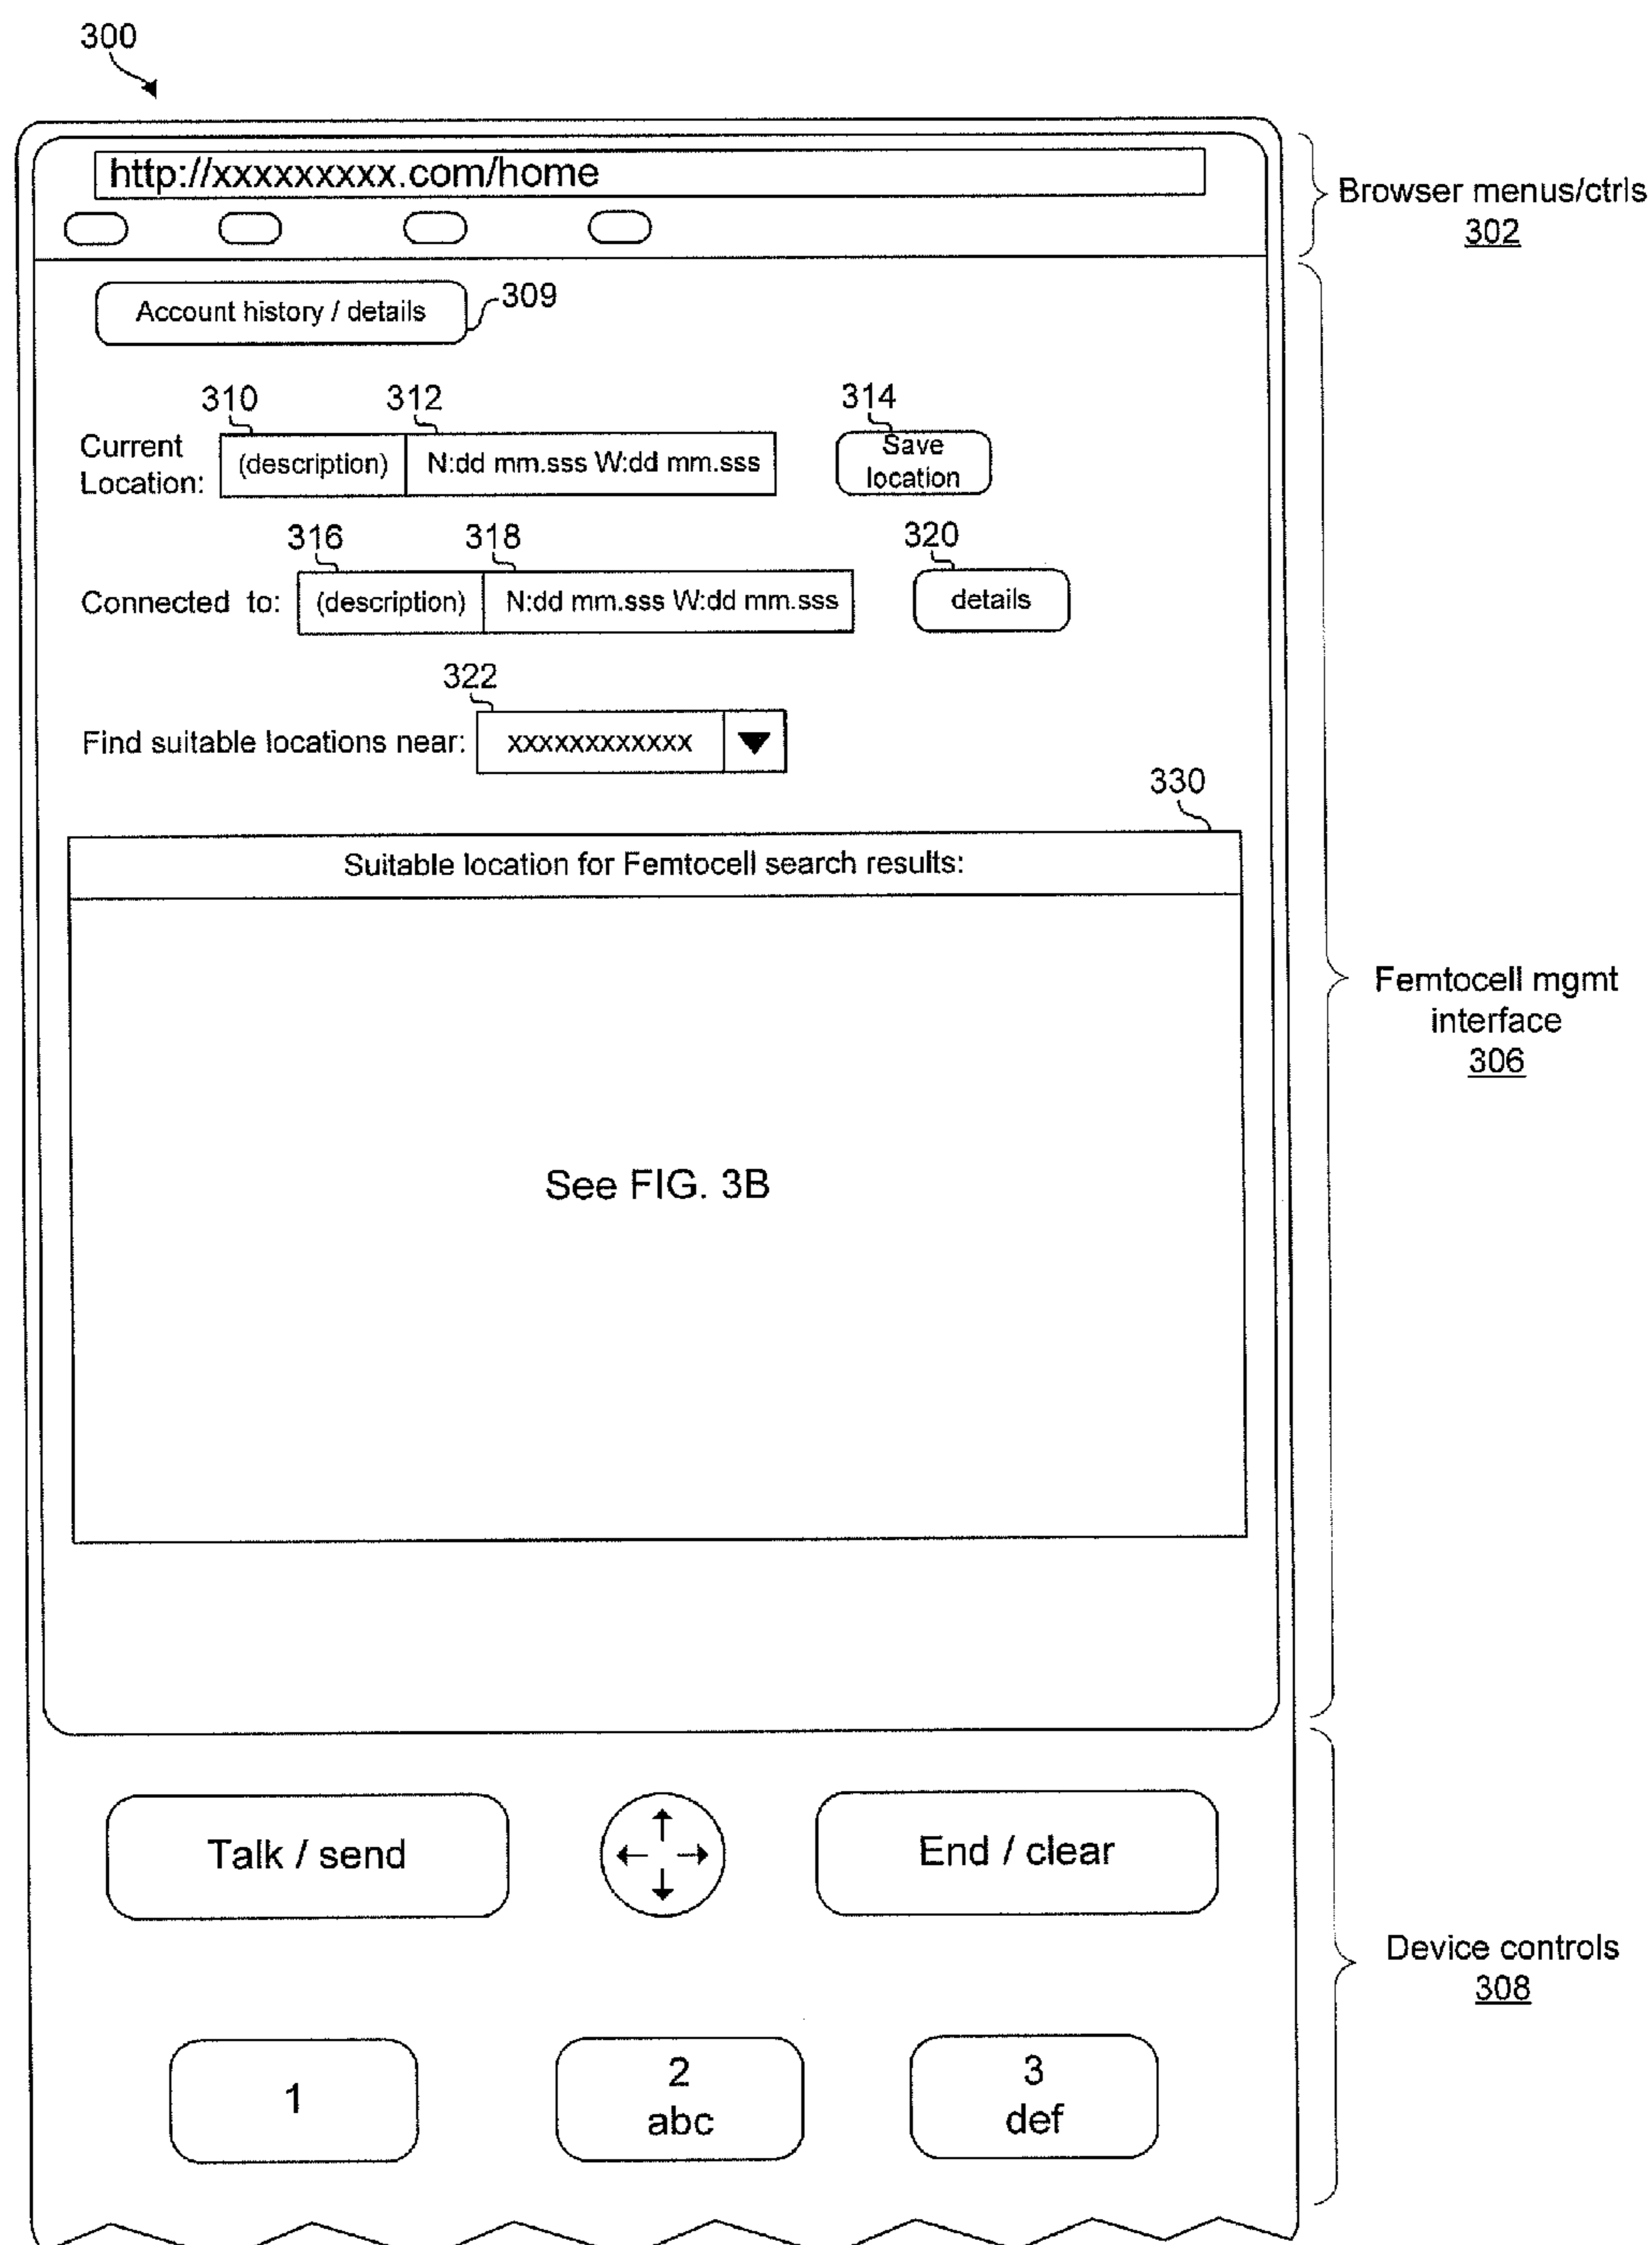 300
http://xxxxxxxxx.com/home
Browser menus/ctrls
302
Account history / details
309
310
312
314
Current
Location:
(description)
N:dd mm.sss W:dd mm.sss
Save
location
316
318
320
Connected to:
(description)
N:dd mm.sss W:dd mm.sss
details
322
Find suitable locations near:
xxxxxxxxxxxx
330
Suitable location for Femtocell search results:
Femtocell mgmt
interface
306
See FIG. 3B
Talk / send
End / clear
Device controls
308
1
2
abc
3
def